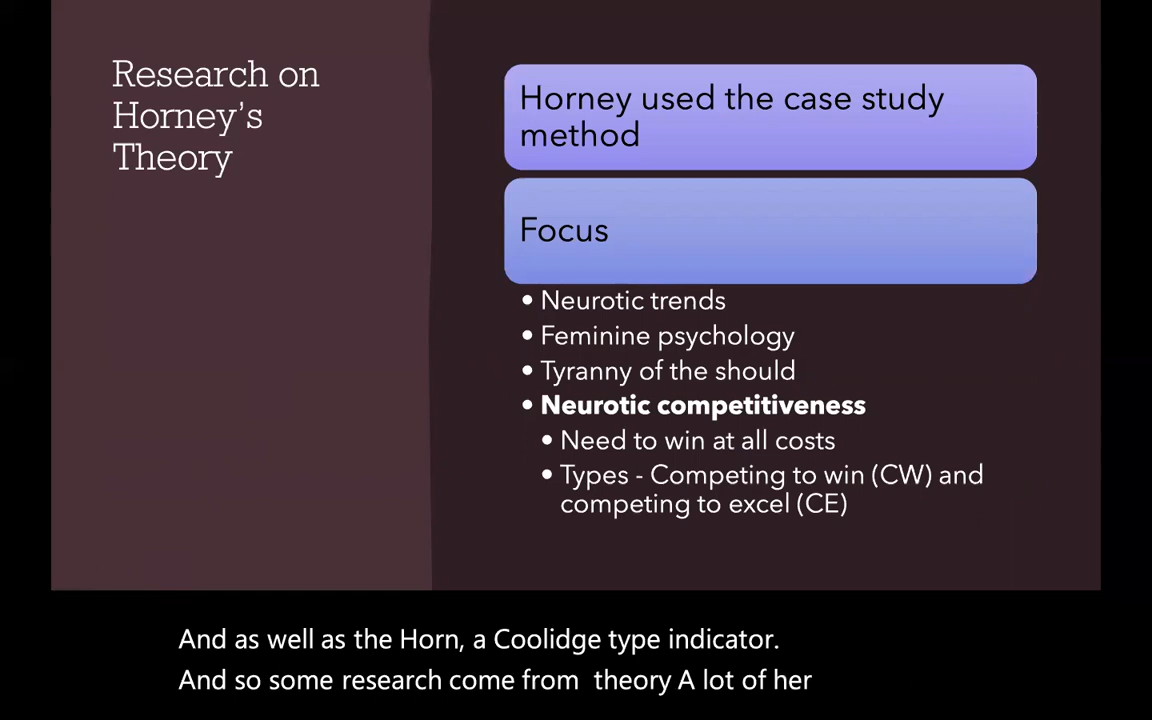 Research on
Horney's
Theory
Horney used the case study
method
Focus
• Neurotic trends
• Feminine psychology
• Tyranny of the should
• Neurotic competitiveness
• Need to win at all costs
• Types - Competing to win (CW) and
competing to excel (CE)
And as well as the Horn, a Coolidge type indicator.
And so some research come from  theory A lot of her